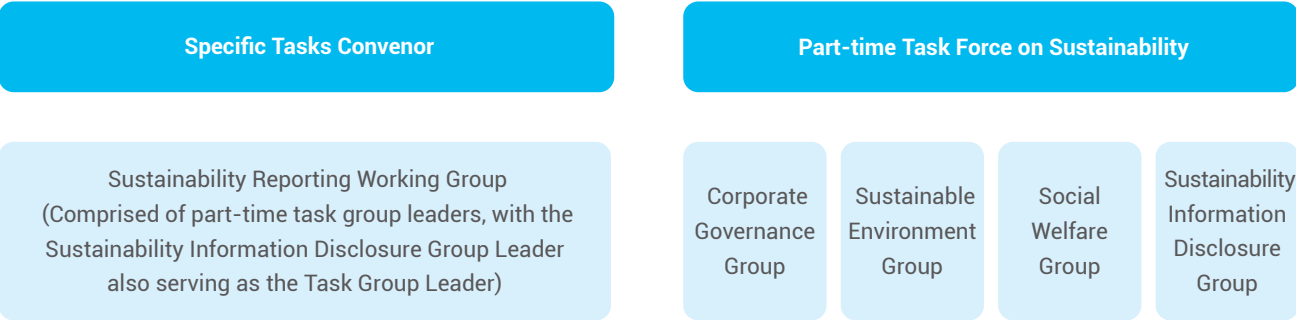 Specific Tasks Convenor
Part-time Task Force on Sustainability
Sustainability Reporting Working Group
(Comprised of part-time task group leaders, with the
Sustainability Information Disclosure Group Leader
also serving as the Task Group Leader)
Corporate
Governance
Group
Sustainable
Environment
Group
Social
Welfare
Group
Sustainability
Information
Disclosure
Group